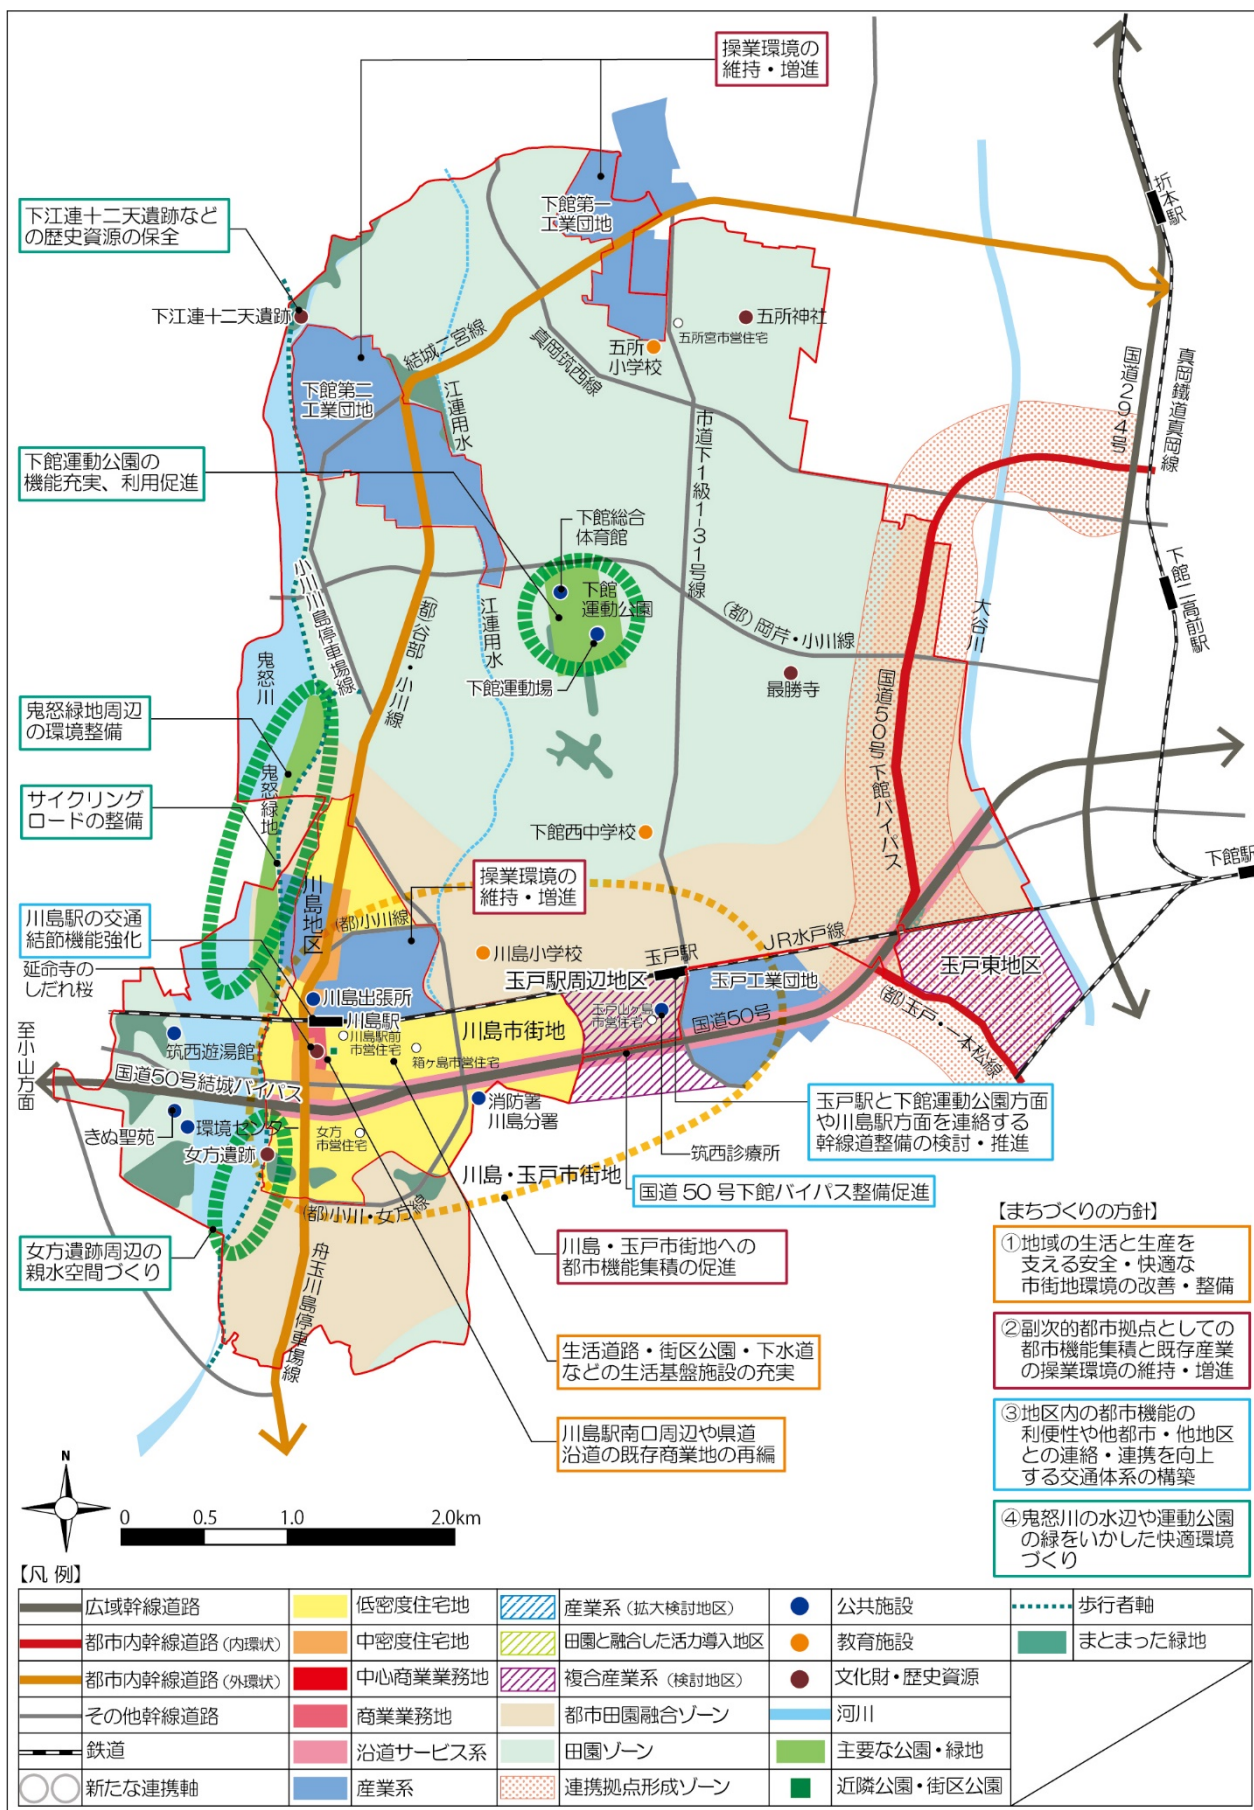 操業環境の
維持・増進
折本駅
下館第一
工業団地
下江連十二天遺跡など
の歴史資源の保全
下江連十二天遺跡
結城二宮線
真岡筑西線
五所神社
五所宮市営住宅
五所
小学校
国道294号
真岡鐵道真岡線
下館第二
工業団地
江連用水
市道下1級1-31号線
下館運動公園の
機能充実、利用促進
下館総合
体育館
下館
運動公園
小川川島停車場線
(都)谷部・小川線
江連用水
(都)岡芹・小川線
大谷川
下館二高前駅
下館運動場
最勝寺
鬼怒川
国道50号下館バイパス
鬼怒緑地周辺
の環境整備
鬼怒緑地
サイクリング
ロードの整備
下館西中学校
下館駅
操業環境の
維持・増進
川島地区
(都)小川線
川島駅の交通
結節機能強化
川島小学校
玉戸駅
JR水戸線
延命寺の
しだれ桜
玉戸駅周辺地区
玉戸工業団地
玉戸東地区
川島出張所
玉戸山ヶ島
市営住宅
国道50号
(都)玉戸・一本松線
川島駅
川島市街地
至小山方面
筑西遊湯館
川島駅前
市営住宅
箱ヶ島市営住宅
国道50号結城バイパス
消防署
川島分署
玉戸駅と下館運動公園方面
や川島駅方面を連絡する
幹線道整備の検討・推進
きぬ聖苑
環境センター
女方
市営住宅
女方遺跡
筑西診療所
川島・玉戸市街地
国道50号下館バイパス整備促進
(都)小川・女方線
女方遺跡周辺の
親水空間づくり
川島・玉戸市街地への
都市機能集積の促進
舟玉川島停車場線
生活道路・街区公園・下水道
などの生活基盤施設の充実
川島駅南口周辺や県道
沿道の既存商業地の再編
【まちづくりの方針】
①地域の生活と生産を
支える安全・快適な
市街地環境の改善・整備
②副次的都市拠点としての
都市機能集積と既存産業
の操業環境の維持・増進
③地区内の都市機能の
利便性や他都市・他地区
との連絡・連携を向上
する交通体系の構築
④鬼怒川の水辺や運動公園
の緑をいかした快適環境
づくり
N
0 0.5 1.0 2.0km
【凡 例】
広域幹線道路 低密度住宅地 産業系（拡大検討地区） 公共施設 歩行者軸
都市内幹線道路（内環状） 中密度住宅地 田園と融合した活力導入地区 教育施設 まとまった緑地
都市内幹線道路（外環状） 中心商業業務地 複合産業系（検討地区） 文化財・歴史資源
その他幹線道路 商業業務地 都市田園融合ゾーン 河川
鉄道 沿道サービス系 田園ゾーン 主要な公園・緑地
新たな連携軸 産業系 連携拠点形成ゾーン 近隣公園・街区公園